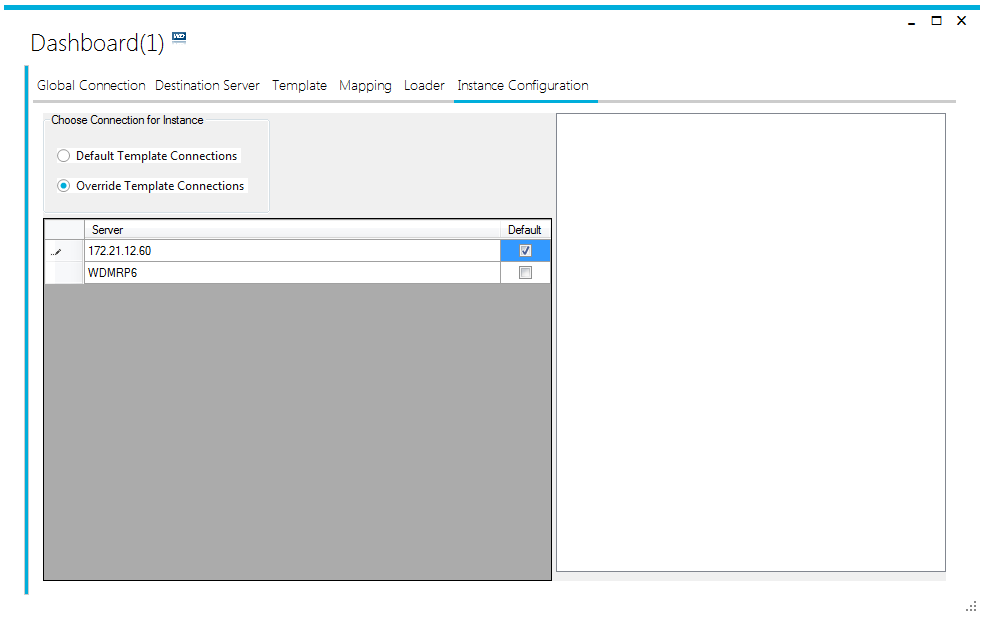 Dashboard(1) WD
Global Connection Destination Server Template Mapping Loader Instance Configuration
Choose Connection for Instance
Default Template Connections
Override Template Connections
Server Default
172.21.12.60
WDMRP6